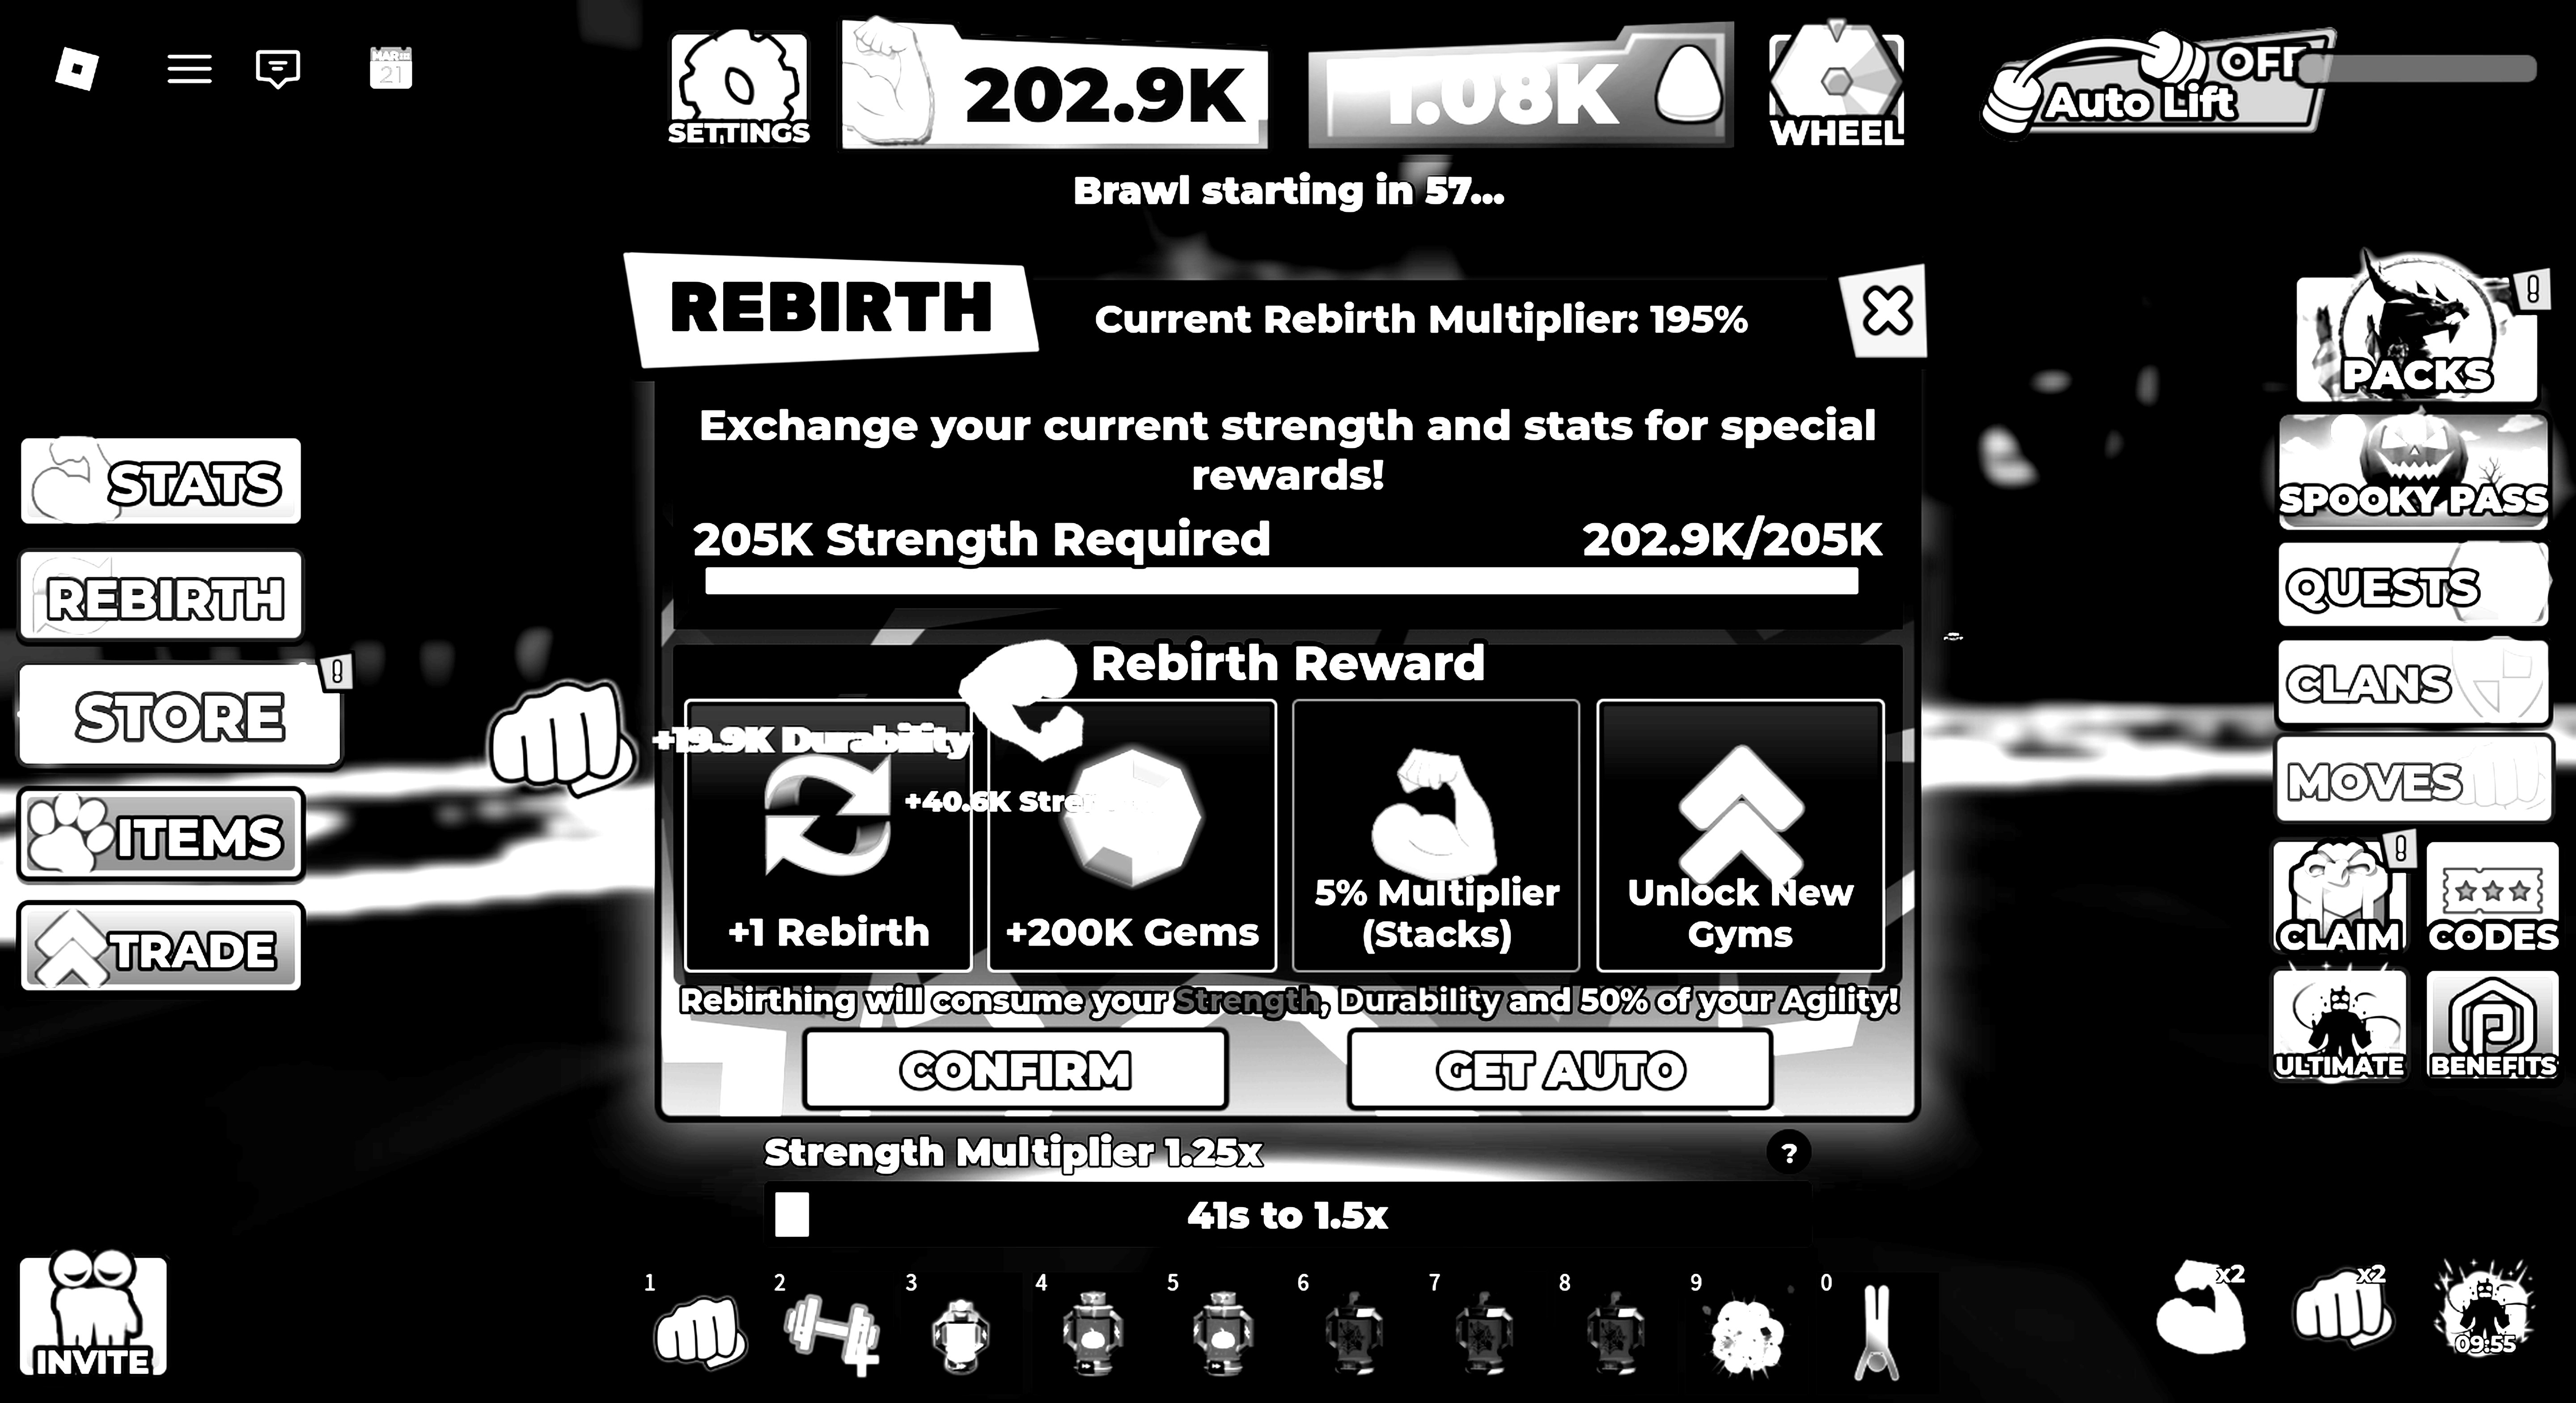 MAR
21
SETTINGS
202.9K
1.08K
WHEEL
OFF
Auto Lift
Brawl starting in 57...
REBIRTH
Current Rebirth Multiplier: 195%
Exchange your current strength and stats for special
rewards!
205K Strength Required
202.9K/205K
Rebirth Reward
+19.9K Durability
+40.6K
+1 Rebirth
+200K Gems
5% Multiplier
(Stacks)
Unlock New
Gyms
Rebirthing will consume your Strength, Durability and 50% of your Agility!
CONFIRM
GET AUTO
Strength Multiplier 1.25x
?
41s to 1.5x
STATS
REBIRTH
!
STORE
ITEMS
TRADE
INVITE
!
PACKS
SPOOKY PASS
QUESTS
CLANS
MOVES
!
CLAIM
CODES
ULTIMATE
BENEFITS
1 2 3 4 5 6 7 8 9 0
x2
x2
09:55